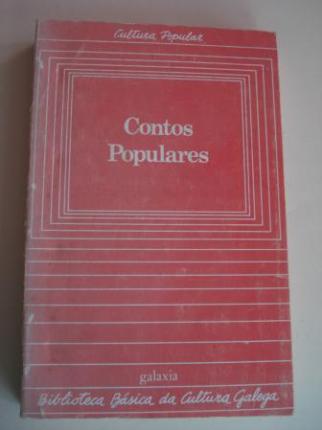 Cultura Popular
Contos
Populares
galaxia
Biblioteca Básica da Cultura Galega